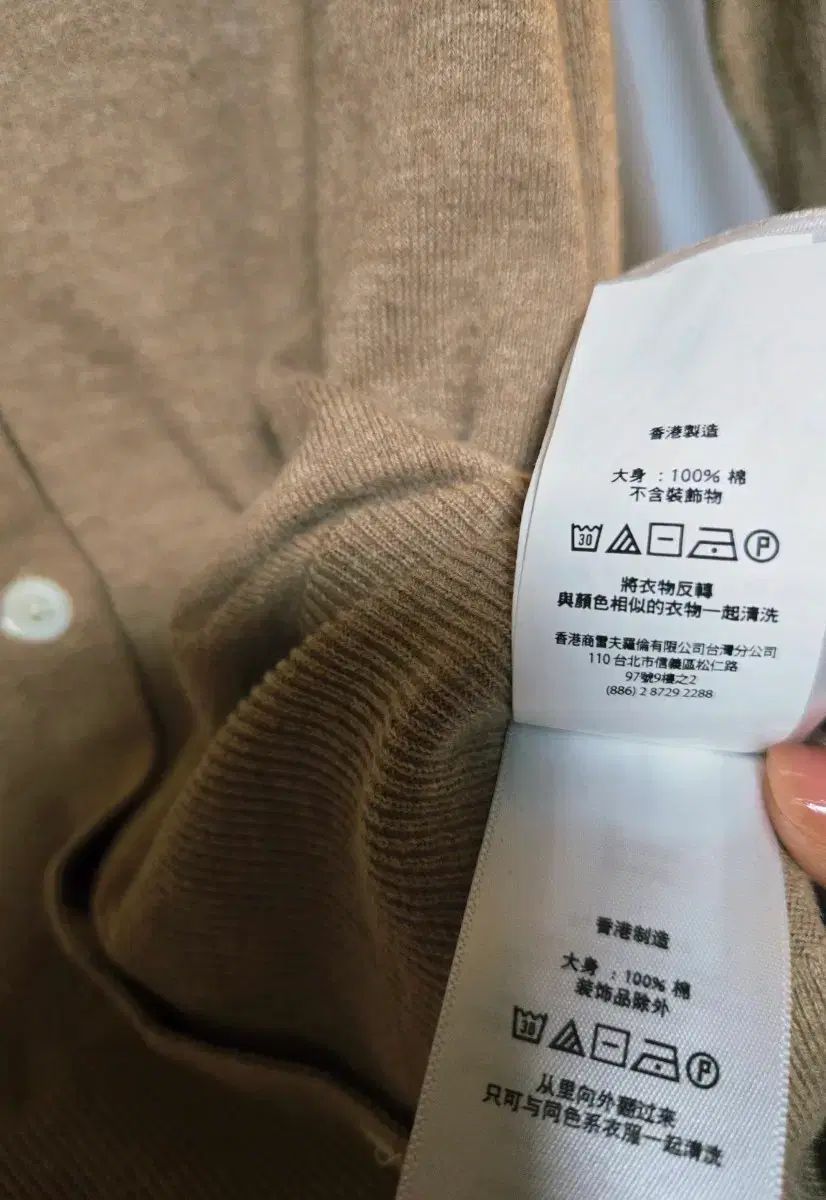 香港製造
大身 : 100% 棉
不含裝飾物
30 P
將衣物反轉
與顏色相似的衣物一起清洗
香港商雷夫羅倫有限公司台灣分公司
110 台北市信義區松仁路
97號9樓之2
(886) 2 8729 2288
香港制造
大身 : 100% 棉
装饰品除外
30 P
从里向外翻过来
只可与同色系衣服一起清洗